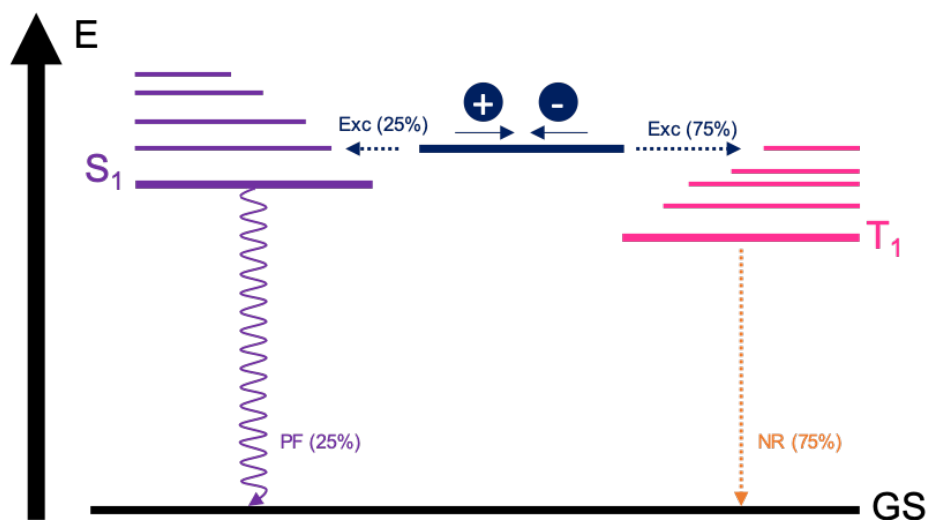 E
+
-
Exc (25%)
Exc (75%)
S₁
T₁
PF (25%)
NR (75%)
GS